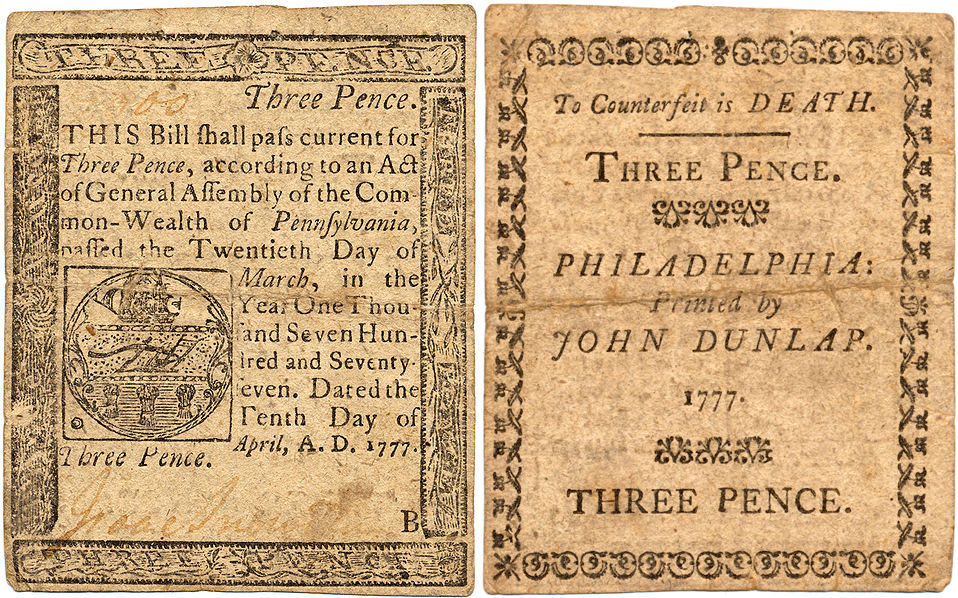 THREE PENCE
Three Pence.
THIS Bill ſhall paſs current for
Three Pence, according to an Act
of General Aſſembly of the Com-
mon-Wealth of Pennſylvania,
paſſed the Twentieth Day of
March, in the
Year One Thou-
ſand Seven Hun-
dred and Seventy-
ſeven. Dated the
Tenth Day of
April, A. D. 1777.
Three Pence.
Isaac
B
THREE PENCE
To Counterfeit is DEATH.
THREE PENCE.
PHILADELPHIA:
Printed by
JOHN DUNLAP.
1777.
THREE PENCE.